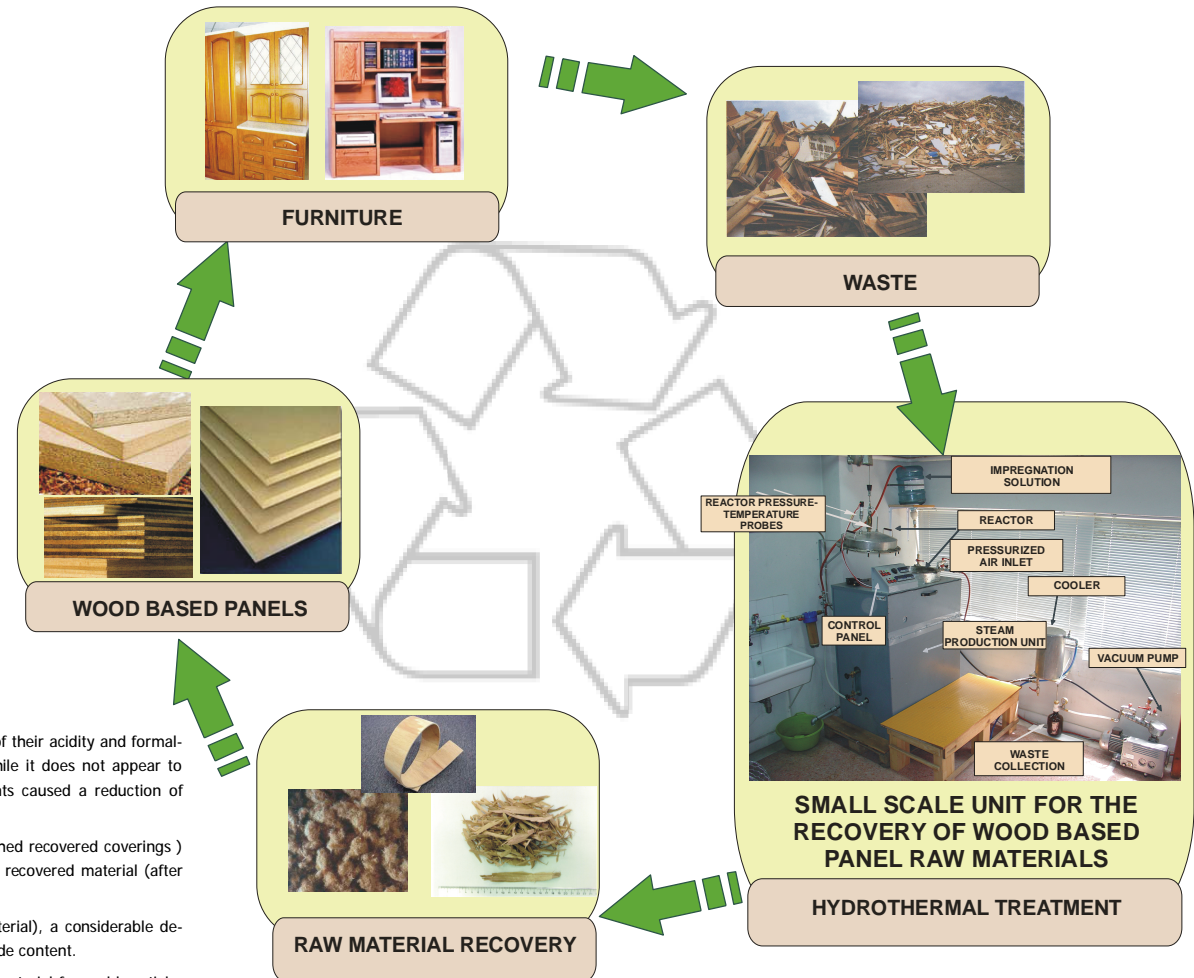 FURNITURE
WASTE
WOOD BASED PANELS
IMPREGNATION
SOLUTION
REACTOR PRESSURE-
TEMPERATURE
PROBES
REACTOR
PRESSURIZED
AIR INLET
COOLER
CONTROL
PANEL
STEAM
PRODUCTION UNIT
VACUUM PUMP
WASTE
COLLECTION
SMALL SCALE UNIT FOR THE
RECOVERY OF WOOD BASED
PANEL RAW MATERIALS
HYDROTHERMAL TREATMENT
RAW MATERIAL RECOVERY
of their acidity and formal-
hile it does not appear to
nts caused a reduction of
ned recovered coverings )
recovered material (after
terial), a considerable de-
de content.